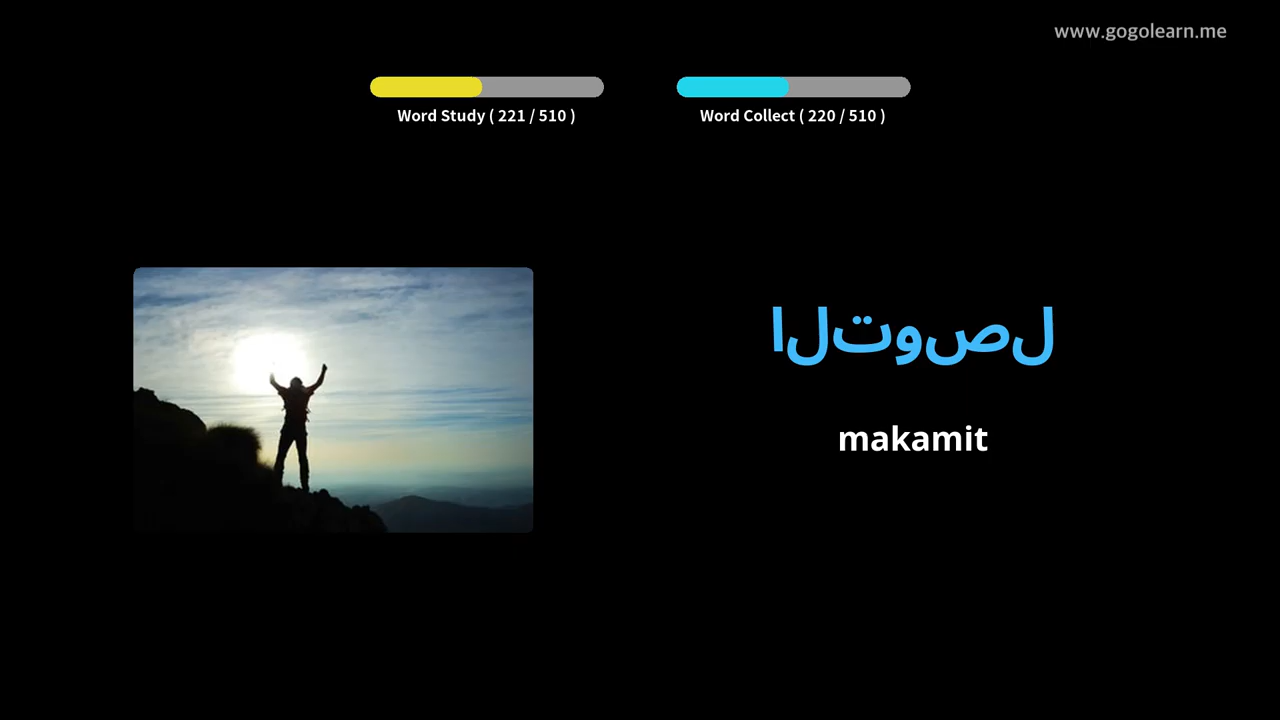 www.gogolearn.me
Word Study ( 221 / 510 )
Word Collect ( 220 / 510 )
التوصل
makamit